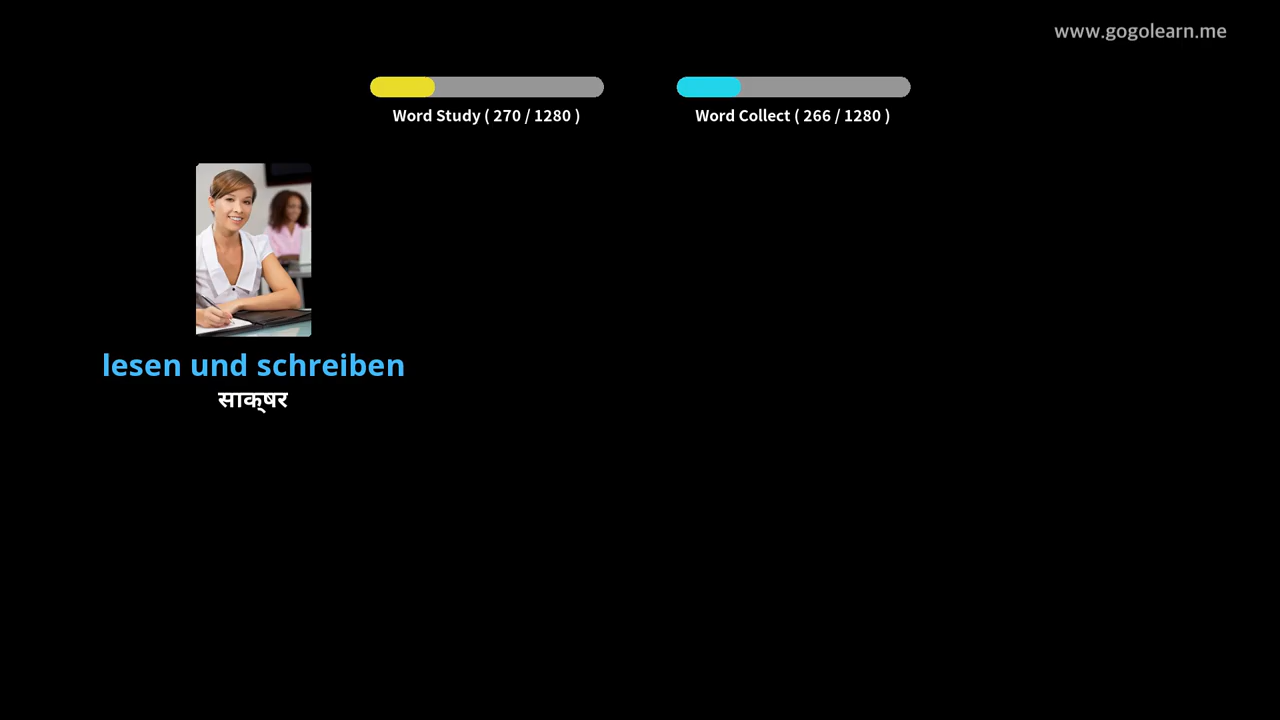 www.gogolearn.me
Word Study ( 270 / 1280 )
Word Collect ( 266 / 1280 )
lesen und schreiben
साक्षर